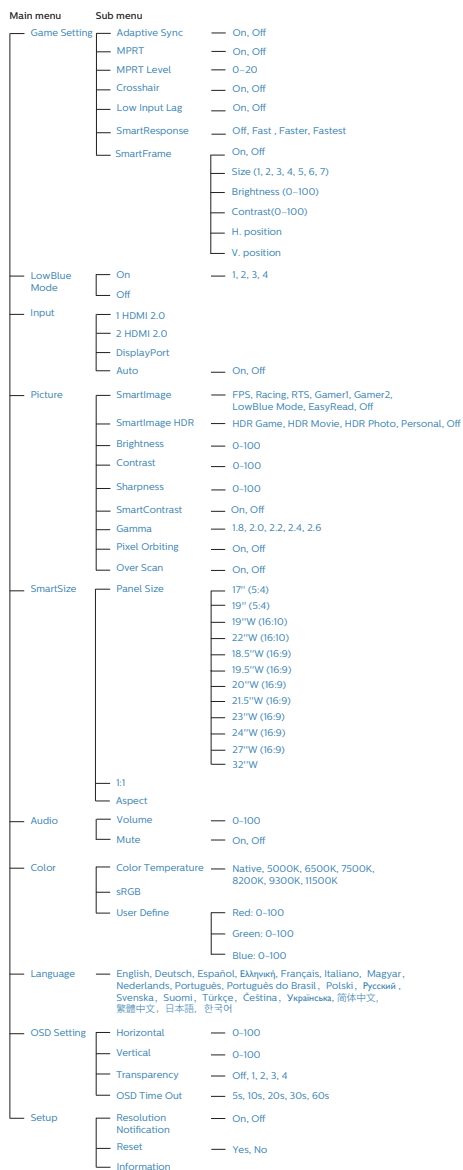 Main menu Sub menu
Game Setting Adaptive Sync On, Off
MPRT On, Off
MPRT Level 0-20
Crosshair On, Off
Low Input Lag On, Off
SmartResponse Off, Fast , Faster, Fastest
SmartFrame On, Off
Size (1, 2, 3, 4, 5, 6, 7)
Brightness (0-100)
Contrast(0-100)
H. position
V. position
LowBlue Mode On 1, 2, 3, 4
Off
Input 1 HDMI 2.0
2 HDMI 2.0
DisplayPort
Auto On, Off
Picture SmartImage FPS, Racing, RTS, Gamer1, Gamer2,
LowBlue Mode, EasyRead, Off
SmartImage HDR HDR Game, HDR Movie, HDR Photo, Personal, Off
Brightness 0-100
Contrast 0-100
Sharpness 0-100
SmartContrast On, Off
Gamma 1.8, 2.0, 2.2, 2.4, 2.6
Pixel Orbiting On, Off
Over Scan On, Off
SmartSize Panel Size 17" (5:4)
19" (5:4)
19"W (16:10)
22"W (16:10)
18.5"W (16:9)
19.5"W (16:9)
20"W (16:9)
21.5"W (16:9)
23"W (16:9)
24"W (16:9)
27"W (16:9)
32"W
1:1
Aspect
Audio Volume 0-100
Mute On, Off
Color Color Temperature Native, 5000K, 6500K, 7500K,
8200K, 9300K, 11500K
sRGB
User Define Red: 0-100
Green: 0-100
Blue: 0-100
Language English, Deutsch, Español, Ελληνική, Français, Italiano, Magyar,
Nederlands, Português, Português do Brasil, Polski, Русский,
Svenska, Suomi, Türkçe, Čeština, Українська, 简体中文,
繁體中文, 日本語, 한국어
OSD Setting Horizontal 0-100
Vertical 0-100
Transparency Off, 1, 2, 3, 4
OSD Time Out 5s, 10s, 20s, 30s, 60s
Setup Resolution Notification On, Off
Reset Yes, No
Information